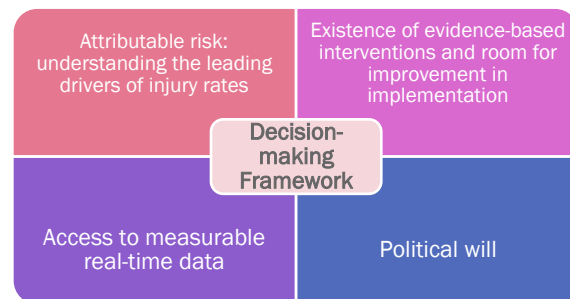 Attributable risk:
understanding the leading
drivers of injury rates
Existence of evidence-based
interventions and room for
improvement in
implementation
Decision-
making
Framework
Access to measurable
real-time data
Political will